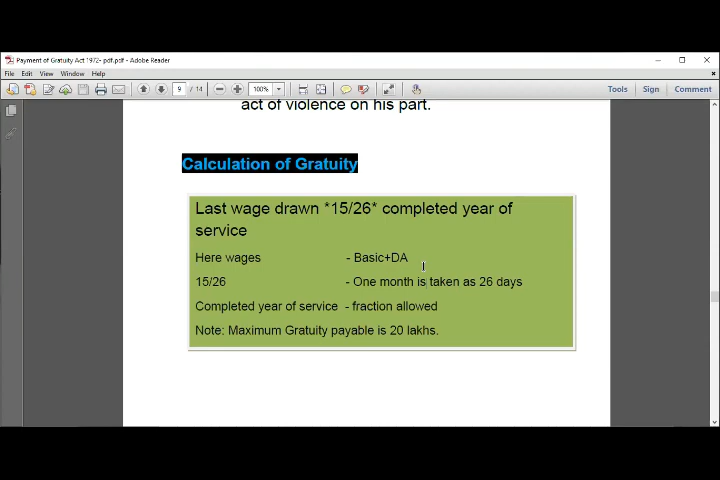 Payment of Gratuity Act 1972- pdf.pdf - Adobe Reader
File Edit View Window Help
9 / 14 100% Tools Sign Comment
act of violence on his part.
Calculation of Gratuity
Last wage drawn *15/26* completed year of
service
Here wages - Basic+DA
15/26 - One month is taken as 26 days
Completed year of service - fraction allowed
Note: Maximum Gratuity payable is 20 lakhs.